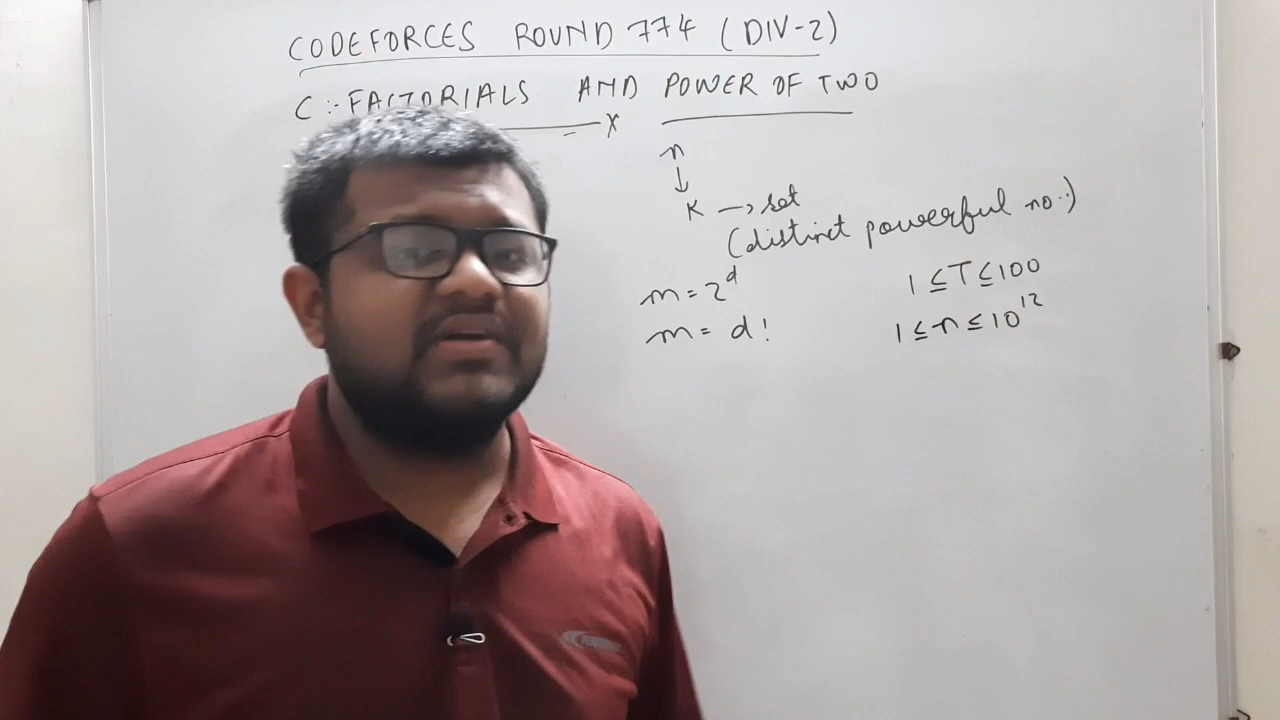 CODEFORCES ROUND 774 (DIV-2)
C:- FACTORIALS AND POWER OF TWO
x
n
↓
K → set
(distinct powerful no.:)
m = 2^d
m = d!
1 ≤ T ≤ 100
1 ≤ n ≤ 10^12